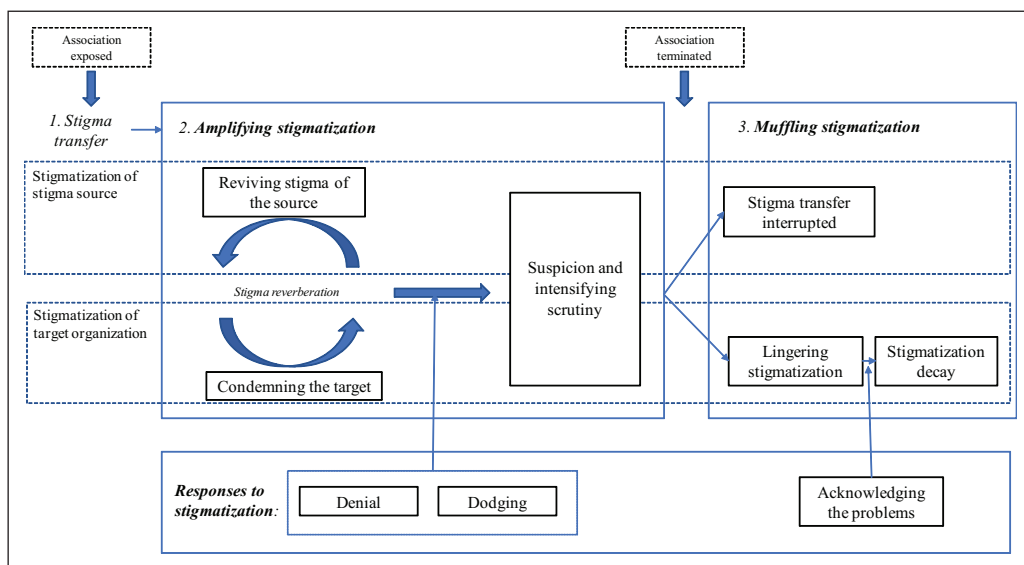 Association
exposed
Association
terminated
1. Stigma
transfer
2. Amplifying stigmatization
3. Muffling stigmatization
Stigmatization of
stigma source
Reviving stigma of
the source
Stigma transfer
interrupted
Suspicion and
intensifying
scrutiny
Stigma reverberation
Stigmatization of
target organization
Condemning the target
Lingering
stigmatization
Stigmatization
decay
Responses to
stigmatization:
Denial
Dodging
Acknowledging
the problems